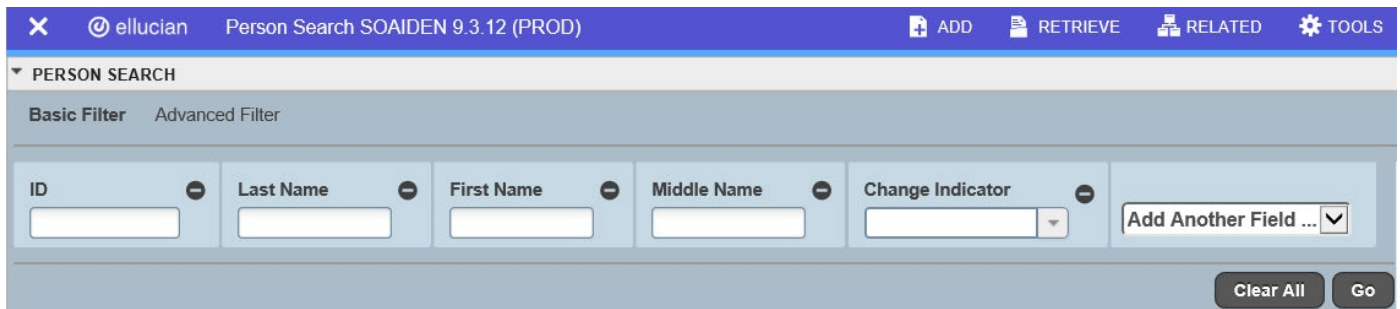 ellucian Person Search SOAIDEN 9.3.12 (PROD) ADD RETRIEVE RELATED TOOLS
PERSON SEARCH
Basic Filter Advanced Filter
ID Last Name First Name Middle Name Change Indicator
Add Another Field ...
Clear All Go